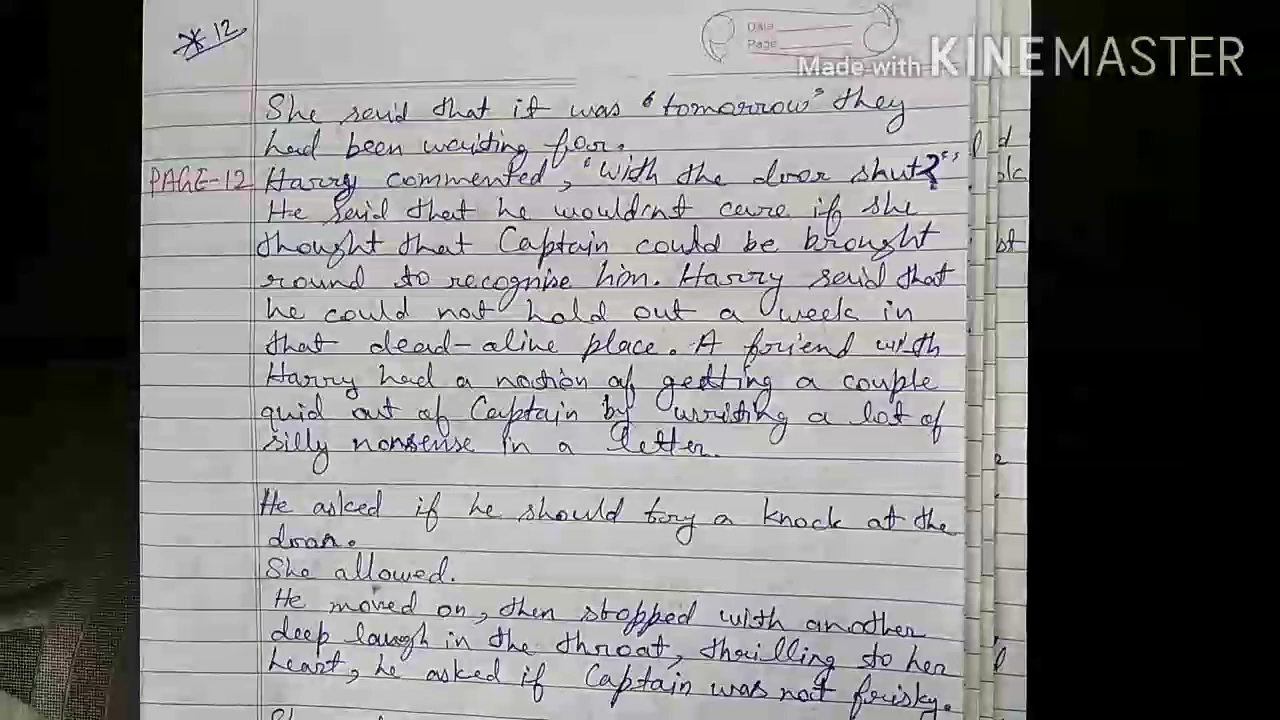 * 12
Date
Page
Made with KINEMASTER
She said that it was "tomorrow" they
had been waiting for.
PAGE-12 Harry commented, "with the door shut?"
He said that he wouldnt care if she
thought that Captain could be brought
round to recognise him. Harry said that
he could not hold out a week in
that dead-alive place. A friend with
Harry had a notion of getting a couple
quid out of Captain by writing a lot of
silly nonsense in a letter.
He asked if he should try a knock at the
door.
She allowed.
He moved on, then stopped with another
deep laugh in the throat, thrilling to her
heart, he asked if Captain was not frisky.